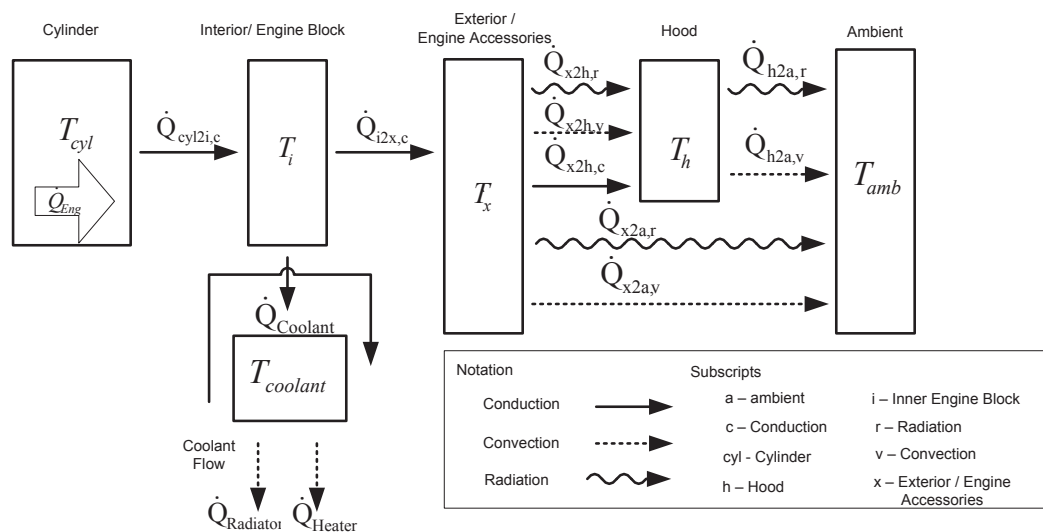 Cylinder
Interior/ Engine Block
Exterior /
Engine Accessories
Hood
Ambient
T_cyl
Q̇_Eng
Q̇_cyl2i,c
T_i
Q̇_i2x,c
T_x
Q̇_x2h,r
Q̇_x2h,v
Q̇_x2h,c
T_h
Q̇_h2a,r
Q̇_h2a,v
T_amb
Q̇_x2a,r
Q̇_x2a,v
Q̇_Coolant
T_coolant
Coolant
Flow
Q̇_Radiator
Q̇_Heater
Notation
Conduction
Convection
Radiation
Subscripts
a – ambient
c – Conduction
cyl - Cylinder
h – Hood
i – Inner Engine Block
r – Radiation
v – Convection
x – Exterior / Engine
Accessories